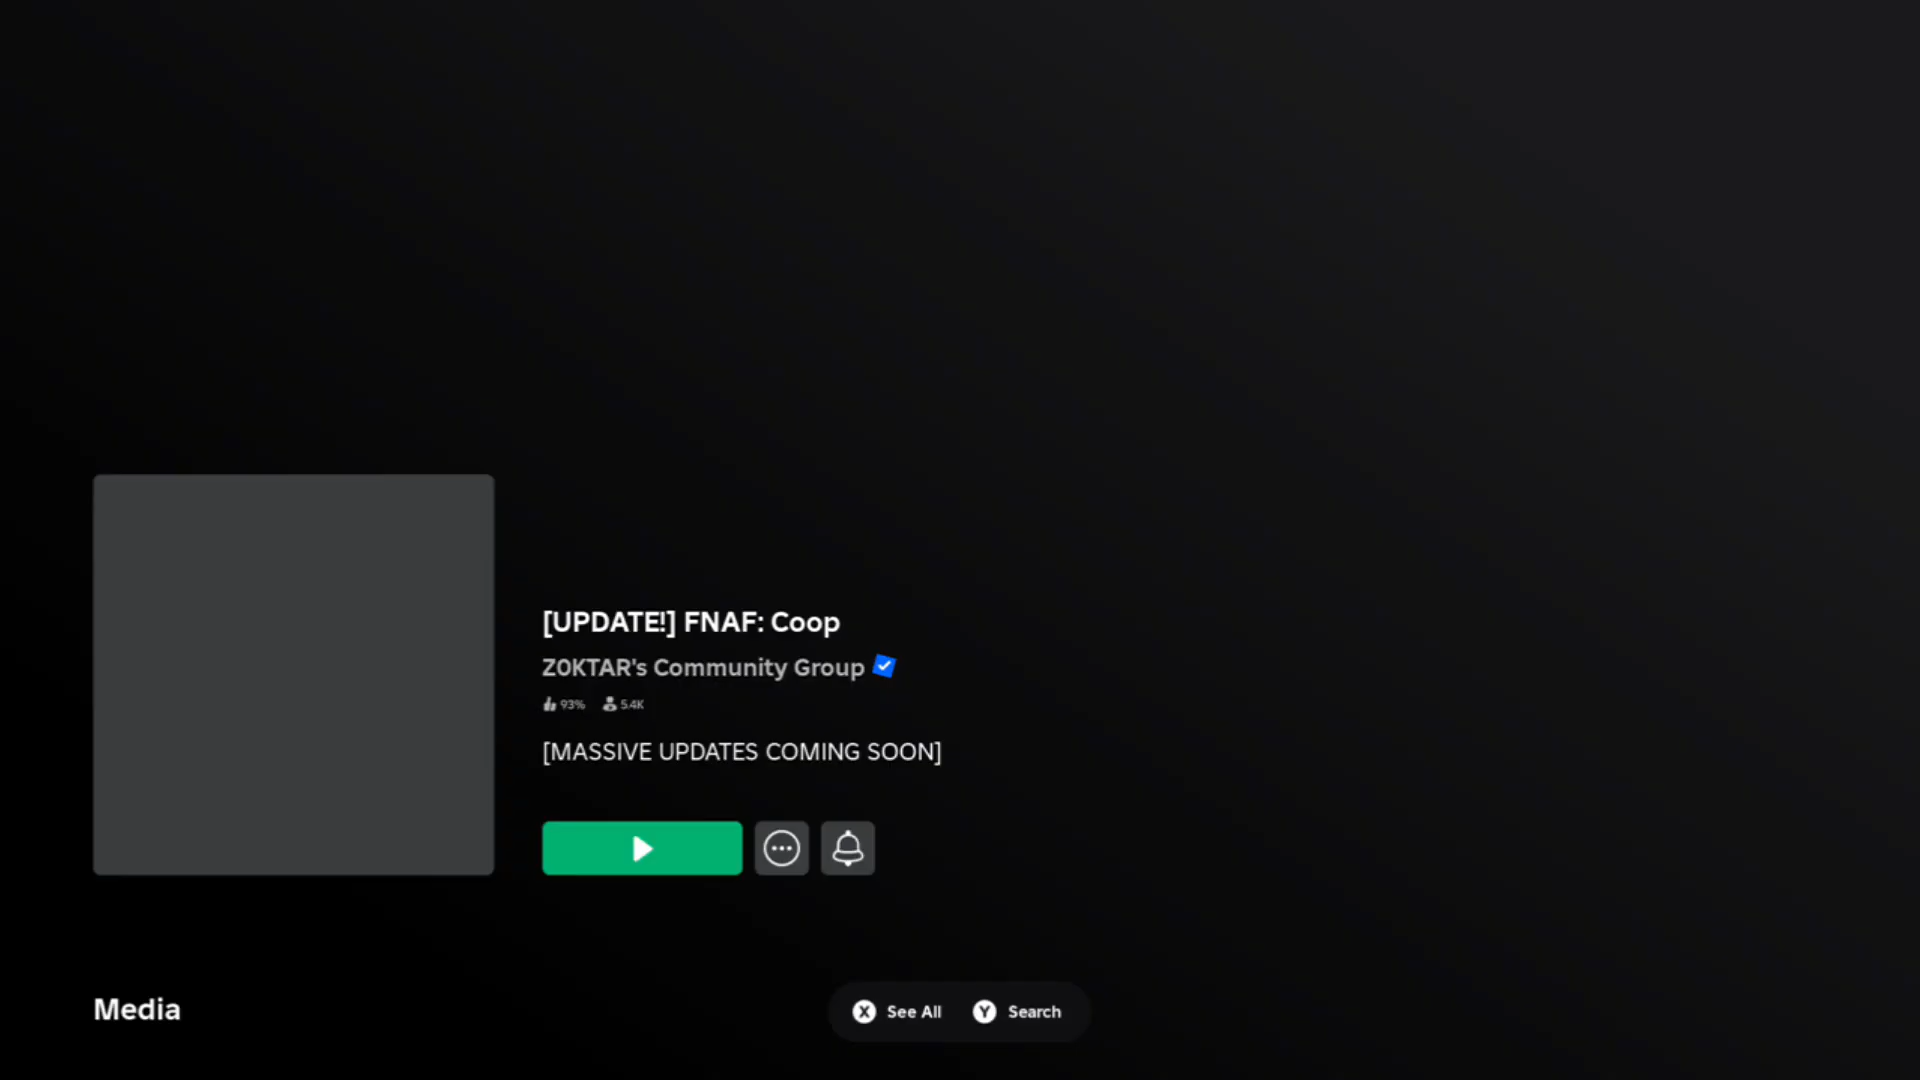 [UPDATE!] FNAF: Coop
Z0KTAR's Community Group
93% 5.4K
[MASSIVE UPDATES COMING SOON]
Media
X See All Y Search